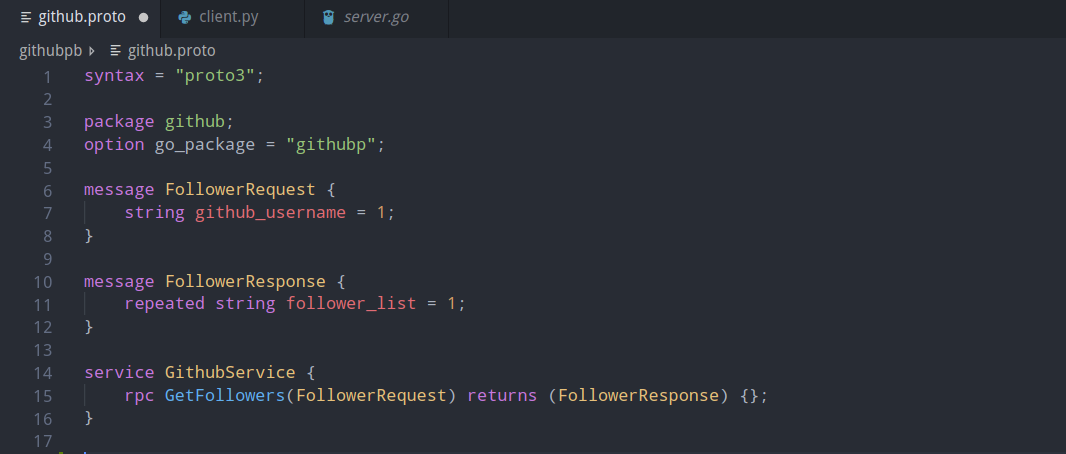 github.proto
client.py
server.go
githubpb
github.proto
1 syntax = "proto3";
2
3 package github;
4 option go_package = "githubp";
5
6 message FollowerRequest {
7     string github_username = 1;
8 }
9
10 message FollowerResponse {
11     repeated string follower_list = 1;
12 }
13
14 service GithubService {
15     rpc GetFollowers(FollowerRequest) returns (FollowerResponse) {};
16 }
17